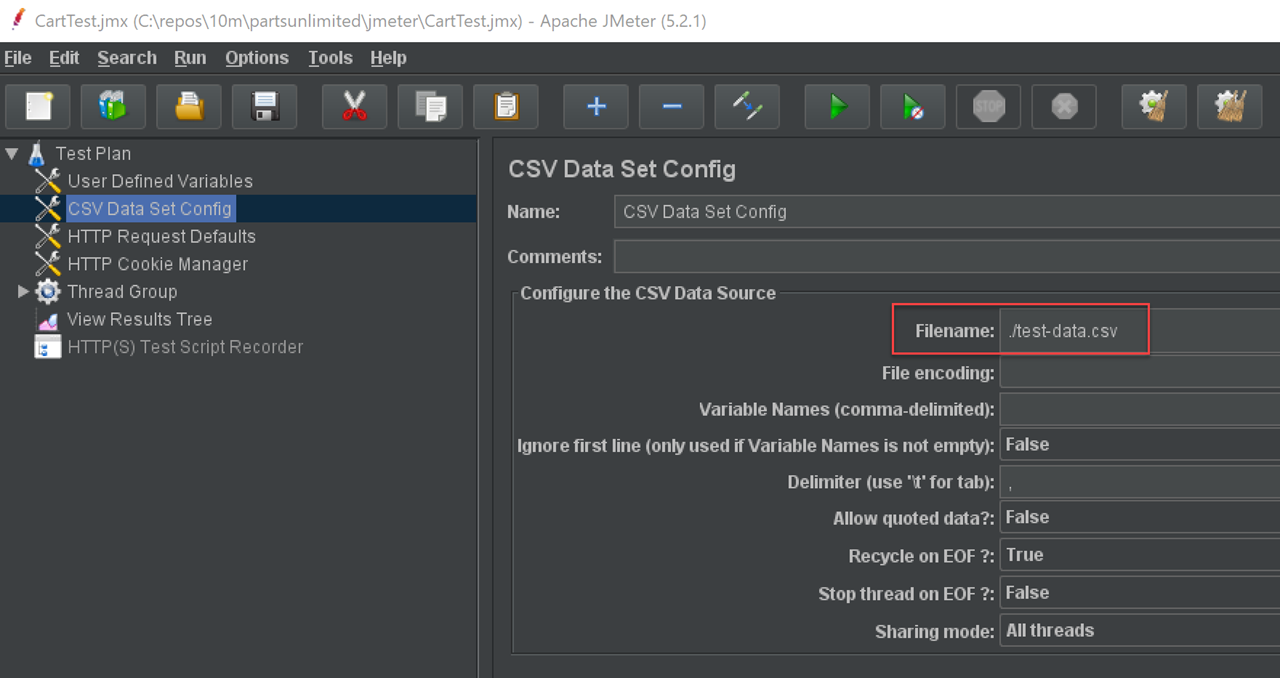 CartTest.jmx (C:\repos\10m\partsunlimited\jmeter\CartTest.jmx) - Apache JMeter (5.2.1)
File Edit Search Run Options Tools Help
STOP
Test Plan
User Defined Variables
CSV Data Set Config
HTTP Request Defaults
HTTP Cookie Manager
Thread Group
View Results Tree
HTTP(S) Test Script Recorder
CSV Data Set Config
Name: CSV Data Set Config
Comments:
Configure the CSV Data Source
Filename: ./test-data.csv
File encoding:
Variable Names (comma-delimited):
Ignore first line (only used if Variable Names is not empty): False
Delimiter (use '\t' for tab): ,
Allow quoted data?: False
Recycle on EOF ?: True
Stop thread on EOF ?: False
Sharing mode: All threads